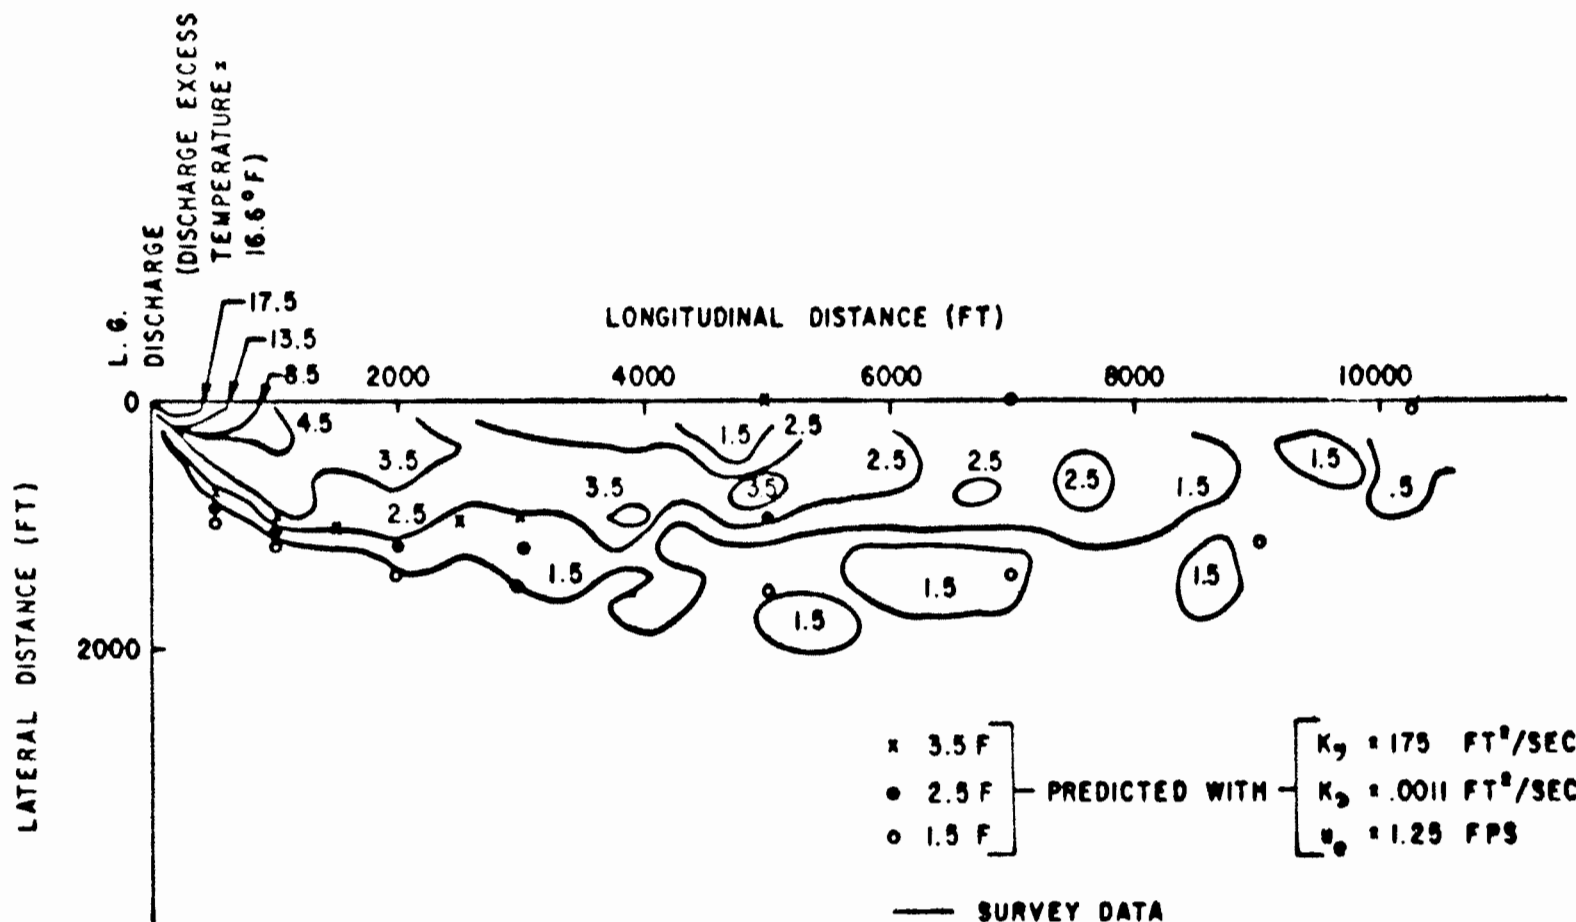 L. G.
DISCHARGE
(DISCHARGE EXCESS
TEMPERATURE =
16.6°F)
17.5
13.5
8.5
LONGITUDINAL DISTANCE (FT)
0
2000
4000
6000
8000
10000
4.5
3.5
2.5
1.5
1.5
2.5
3.5
3.5
2.5
2.5
2.5
1.5
1.5
.5
1.5
1.5
1.5
2000
LATERAL DISTANCE (FT)
x 3.5 F
● 2.5 F
o 1.5 F
PREDICTED WITH
= 175 FT²/SEC
= .0011 FT²/SEC
= 1.25 FPS
SURVEY DATA